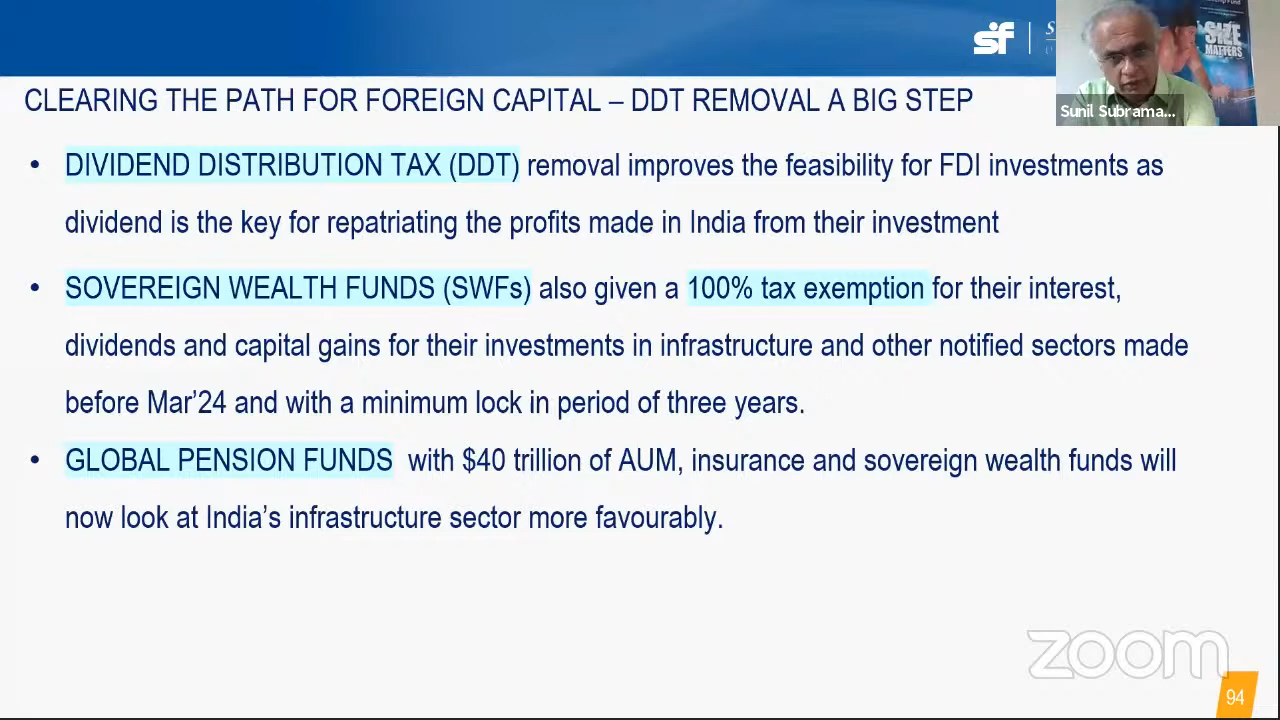 sf
CLEARING THE PATH FOR FOREIGN CAPITAL – DDT REMOVAL A BIG STEP
SIZE
MATTERS
Sunil Subrama...
• DIVIDEND DISTRIBUTION TAX (DDT) removal improves the feasibility for FDI investments as
dividend is the key for repatriating the profits made in India from their investment
• SOVEREIGN WEALTH FUNDS (SWFs) also given a 100% tax exemption for their interest,
dividends and capital gains for their investments in infrastructure and other notified sectors made
before Mar’24 and with a minimum lock in period of three years.
• GLOBAL PENSION FUNDS with $40 trillion of AUM, insurance and sovereign wealth funds will
now look at India’s infrastructure sector more favourably.
zoom
94